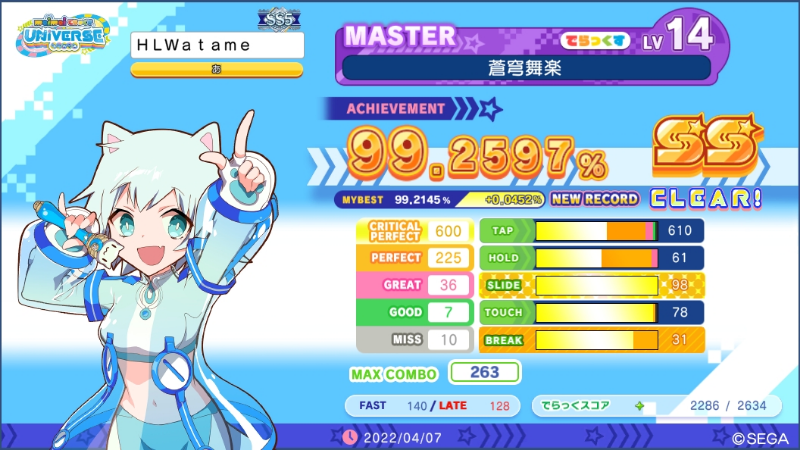 maimai でらっくす
UNiVERSE
SS5
HLWatame
お
MASTER
でらっくす
LV 14
蒼穹舞楽
ACHIEVEMENT
99.2597%
SS
MYBEST 99,2145% +0,0452% NEW RECORD
CLEAR!
CRITICAL PERFECT 600
PERFECT 225
GREAT 36
GOOD 7
MISS 10
TAP 610
HOLD 61
SLIDE 98
TOUCH 78
BREAK 31
MAX COMBO 263
FAST 140 / LATE 128
でらっくスコア 2286 / 2634
2022/04/07
©SEGA